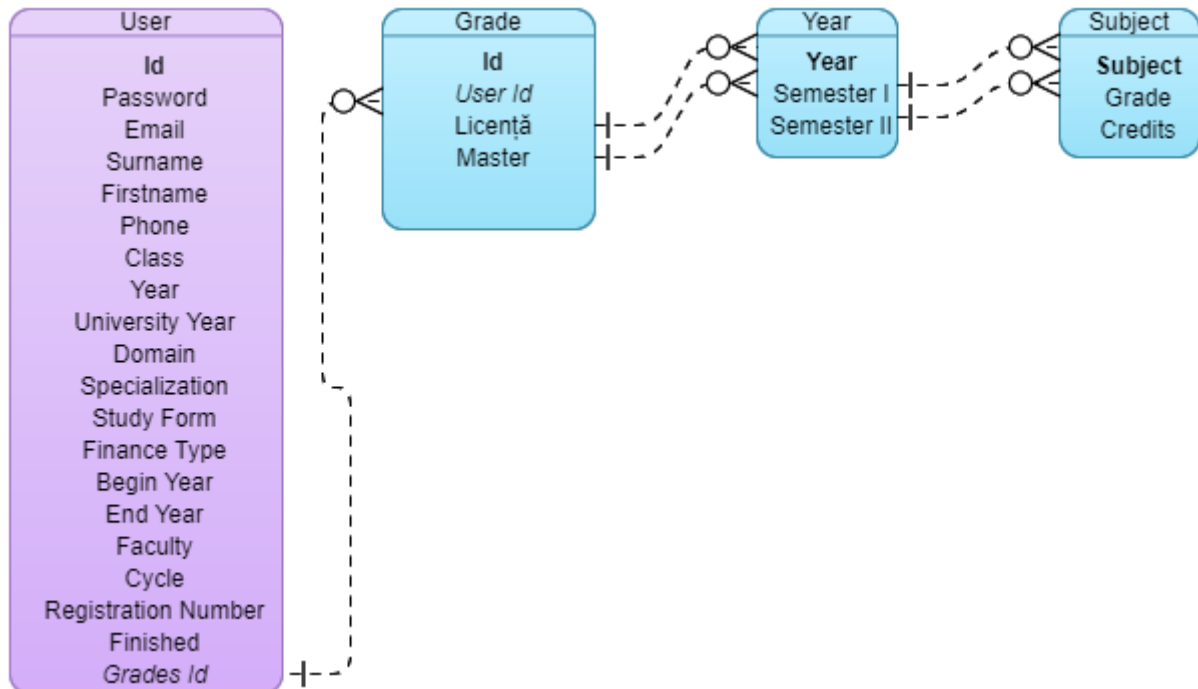 User
Id
Password
Email
Surname
Firstname
Phone
Class
Year
University Year
Domain
Specialization
Study Form
Finance Type
Begin Year
End Year
Faculty
Cycle
Registration Number
Finished
Grades Id
Grade
Id
User Id
Licență
Master
Year
Year
Semester I
Semester II
Subject
Subject
Grade
Credits